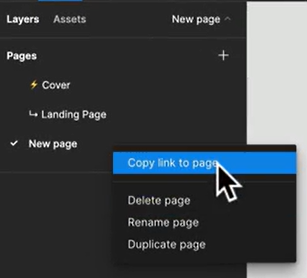 Layers Assets New page
Pages
⚡ Cover
↳ Landing Page
New page
Copy link to page
Delete page
Rename page
Duplicate page